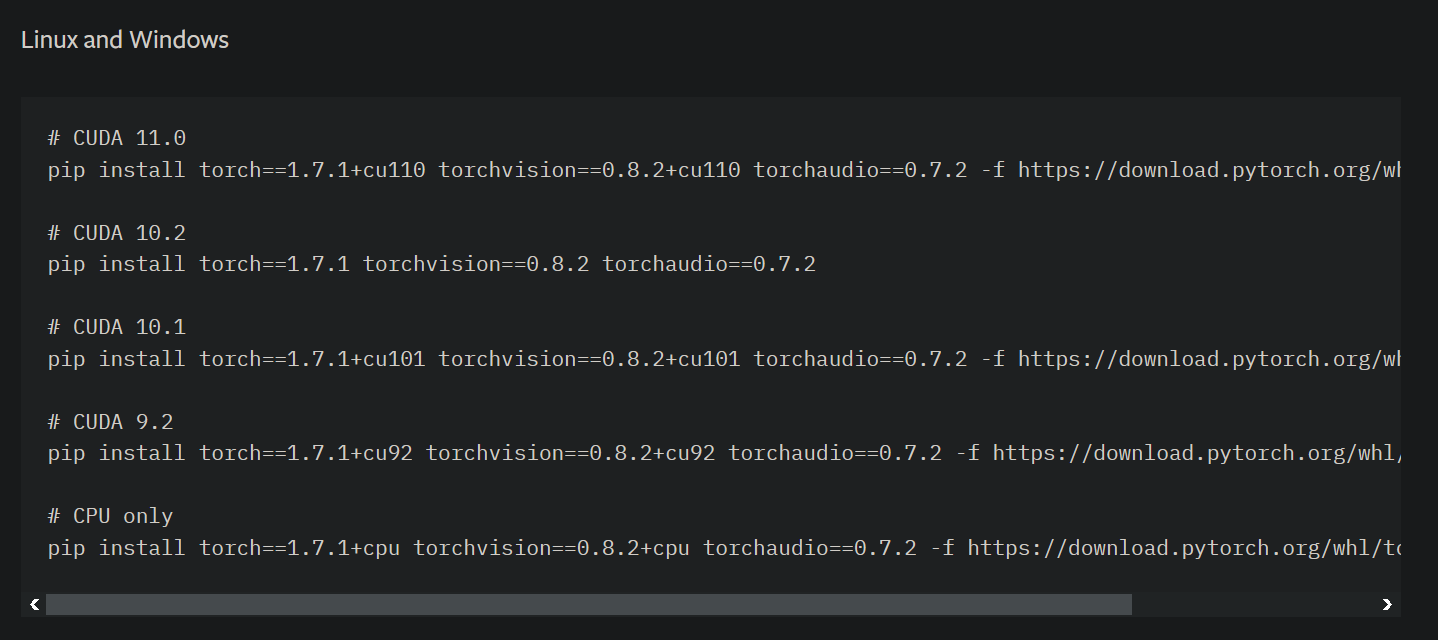 Linux and Windows
# CUDA 11.0
pip install torch==1.7.1+cu110 torchvision==0.8.2+cu110 torchaudio==0.7.2 -f https://download.pytorch.org/wh
# CUDA 10.2
pip install torch==1.7.1 torchvision==0.8.2 torchaudio==0.7.2
# CUDA 10.1
pip install torch==1.7.1+cu101 torchvision==0.8.2+cu101 torchaudio==0.7.2 -f https://download.pytorch.org/wh
# CUDA 9.2
pip install torch==1.7.1+cu92 torchvision==0.8.2+cu92 torchaudio==0.7.2 -f https://download.pytorch.org/whl/
# CPU only
pip install torch==1.7.1+cpu torchvision==0.8.2+cpu torchaudio==0.7.2 -f https://download.pytorch.org/whl/to